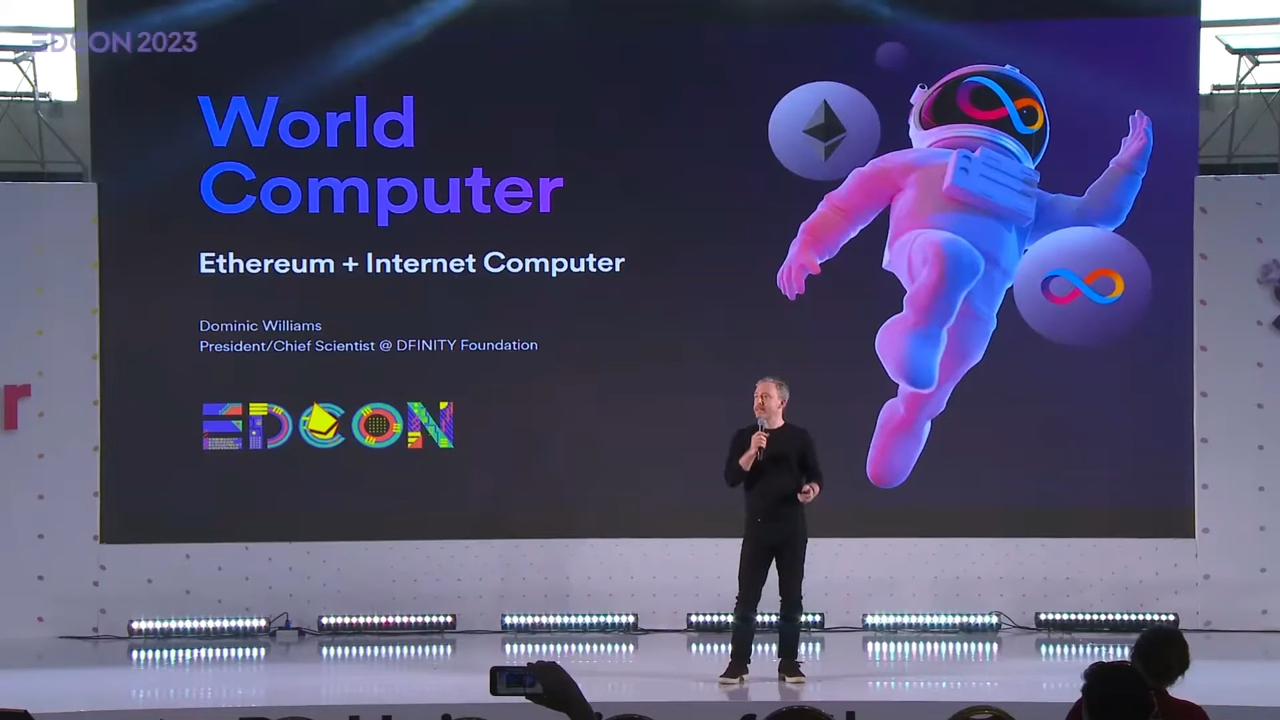 EDCON 2023
World
Computer
Ethereum + Internet Computer
Dominic Williams
President/Chief Scientist @ DFINITY Foundation
EDCON
r